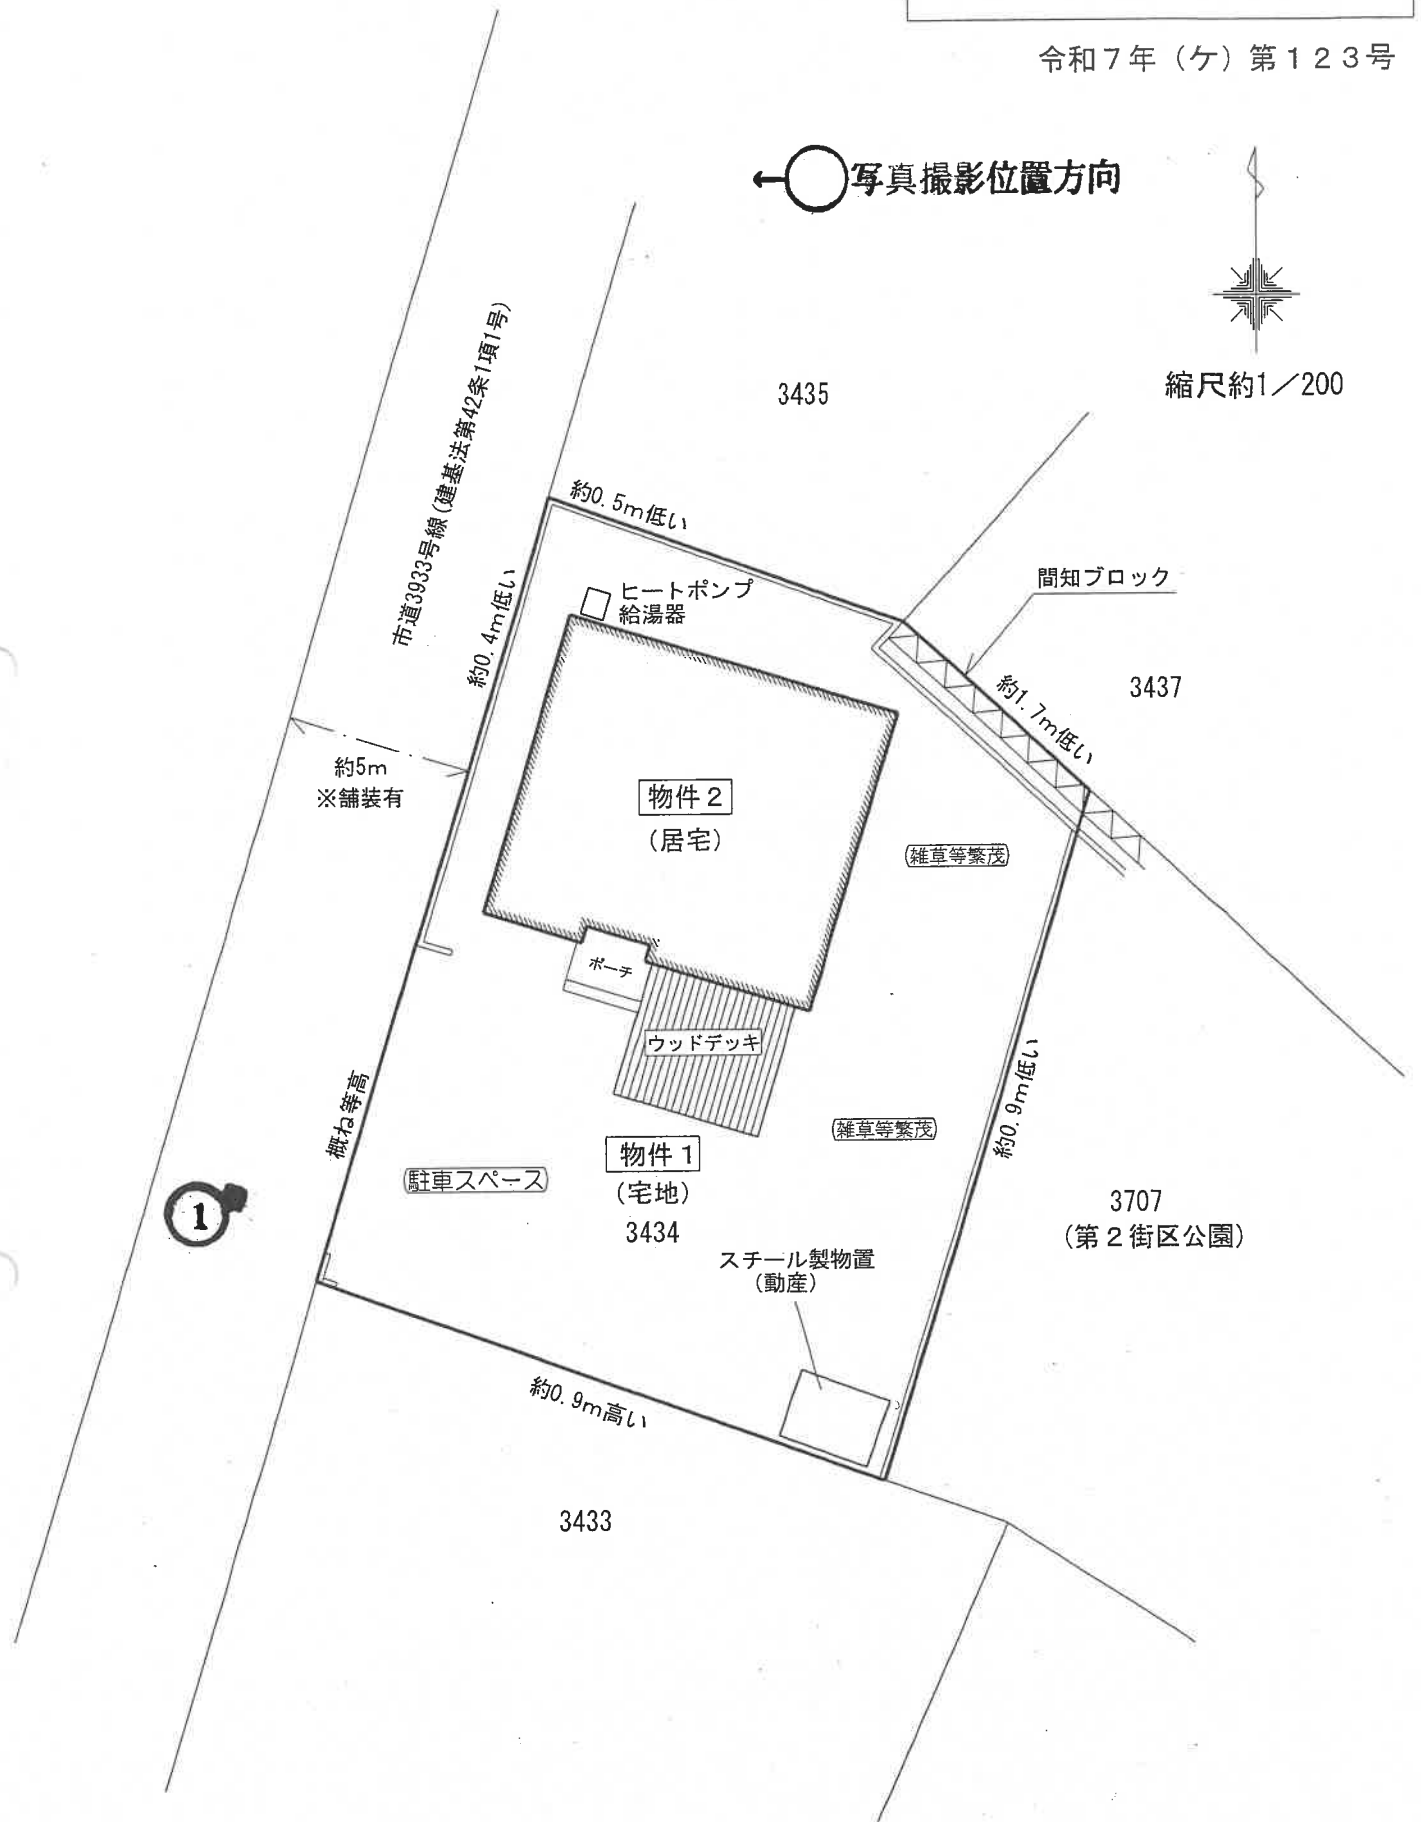 令和７年（ケ）第１２３号
写真撮影位置方向
縮尺約1／200
3435
市道3933号線(建基法第42条1項1号)
約0.5m低い
約0.4m低い
ヒートポンプ
給湯器
間知ブロック
3437
約1.7m低い
約5m
※舗装有
物件２
（居宅）
(雑草等繁茂)
ポーチ
ウッドデッキ
約0.9m低い
概ね等高
(雑草等繁茂)
物件１
（宅地）
3434
(駐車スペース)
1
3707
（第２街区公園）
スチール製物置
（動産）
約0.9m高い
3433